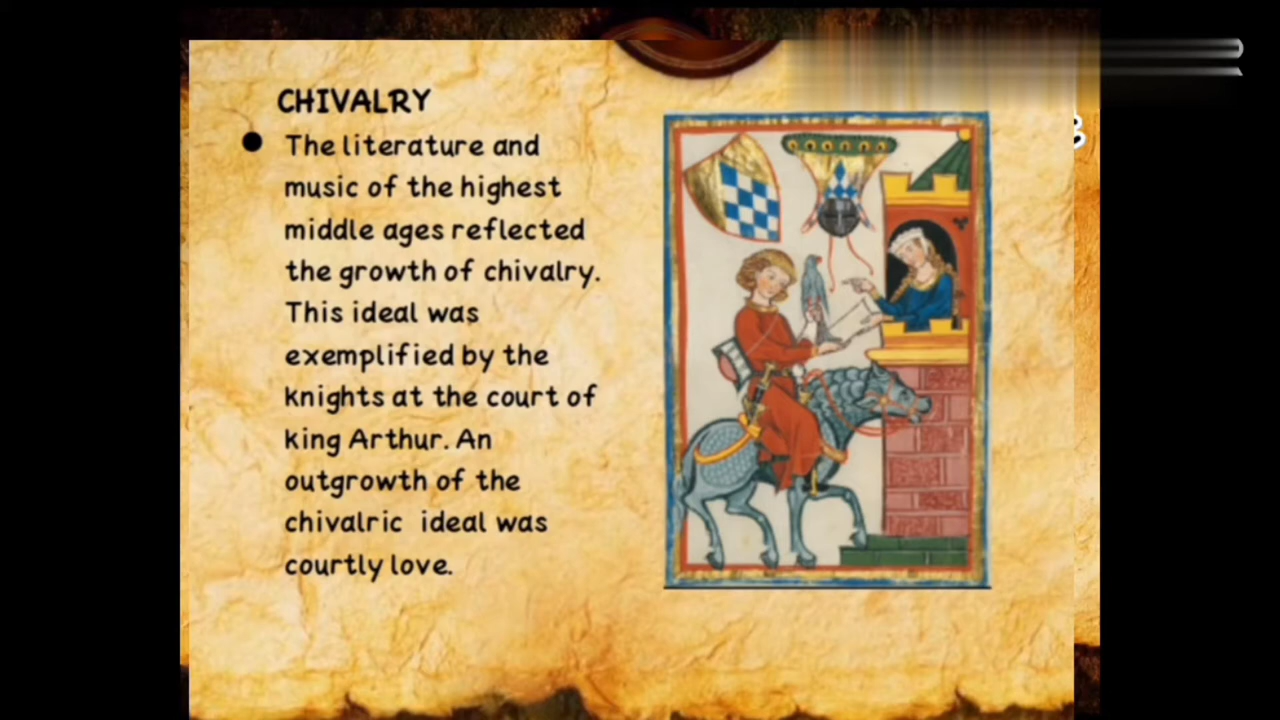 CHIVALRY
The literature and
music of the highest
middle ages reflected
the growth of chivalry.
This ideal was
exemplified by the
knights at the court of
king Arthur. An
outgrowth of the
chivalric ideal was
courtly love.